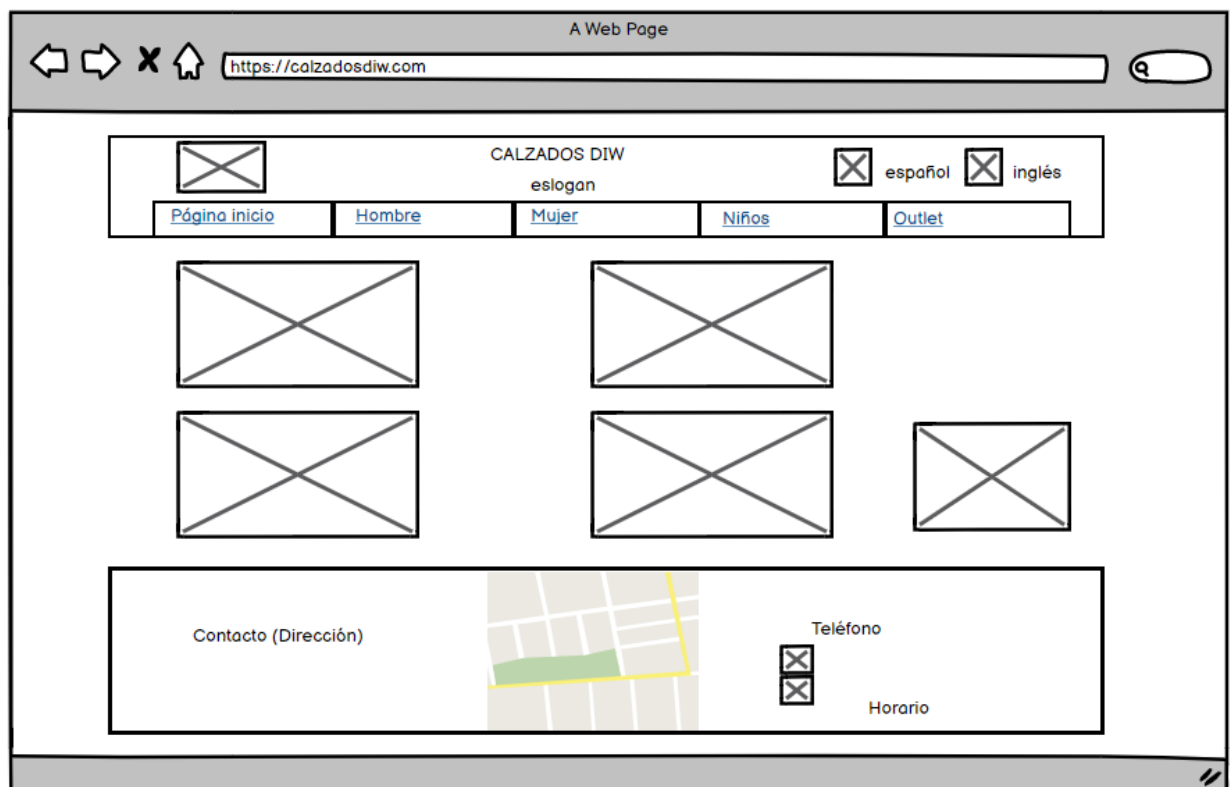 A Web Page
https://calzadosdiw.com
CALZADOS DIW
eslogan
español
inglés
Página inicio
Hombre
Mujer
Niños
Outlet
Contacto (Dirección)
Teléfono
Horario